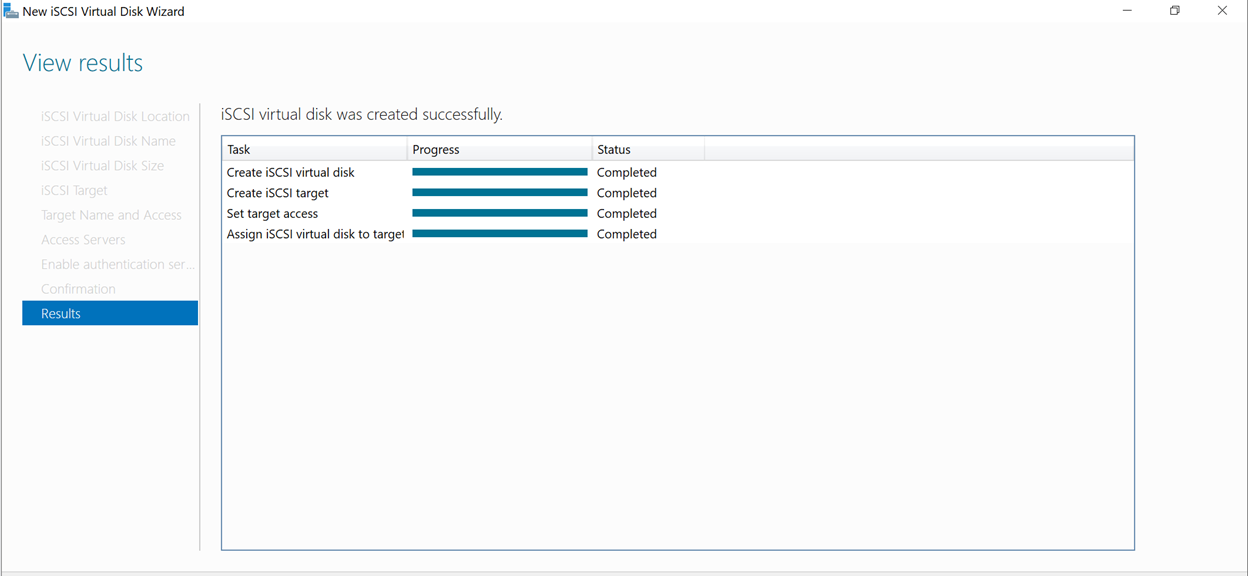 New iSCSI Virtual Disk Wizard
View results
iSCSI Virtual Disk Location
iSCSI Virtual Disk Name
iSCSI Virtual Disk Size
iSCSI Target
Target Name and Access
Access Servers
Enable authentication ser...
Confirmation
Results
iSCSI virtual disk was created successfully.
Task Progress Status
Create iSCSI virtual disk Completed
Create iSCSI target Completed
Set target access Completed
Assign iSCSI virtual disk to target Completed